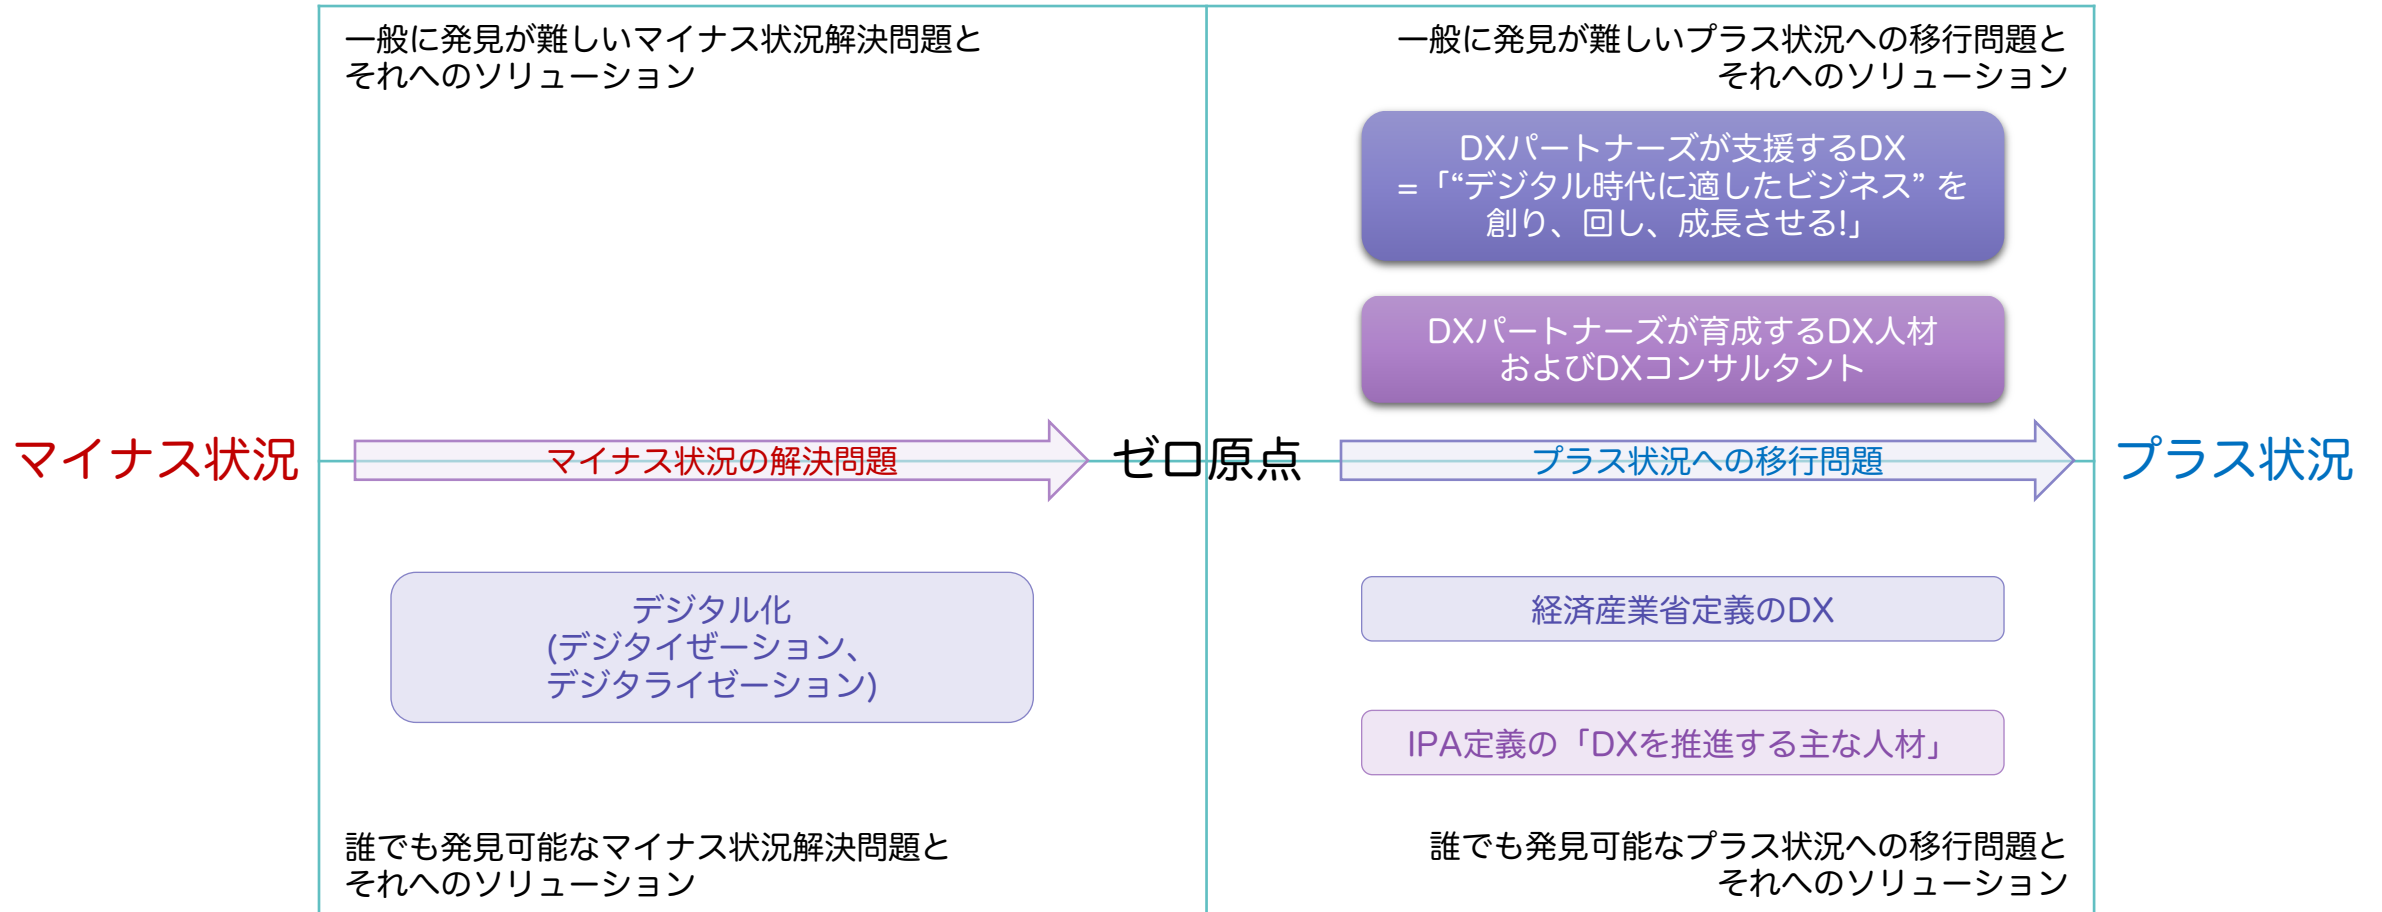 一般に発見が難しいマイナス状況解決問題と
それへのソリューション
一般に発見が難しいプラス状況への移行問題と
それへのソリューション
DXパートナーズが支援するDX
=「“デジタル時代に適したビジネス” を
創り、回し、成長させる!」
DXパートナーズが育成するDX人材
およびDXコンサルタント
マイナス状況
マイナス状況の解決問題
ゼロ原点
プラス状況への移行問題
プラス状況
デジタル化
(デジタイぜーション、
デジタライゼーション)
経済産業省定義のDX
IPA定義の「DXを推進する主な人材」
誰でも発見可能なマイナス状況解決問題と
それへのソリューション
誰でも発見可能なプラス状況への移行問題と
それへのソリューション